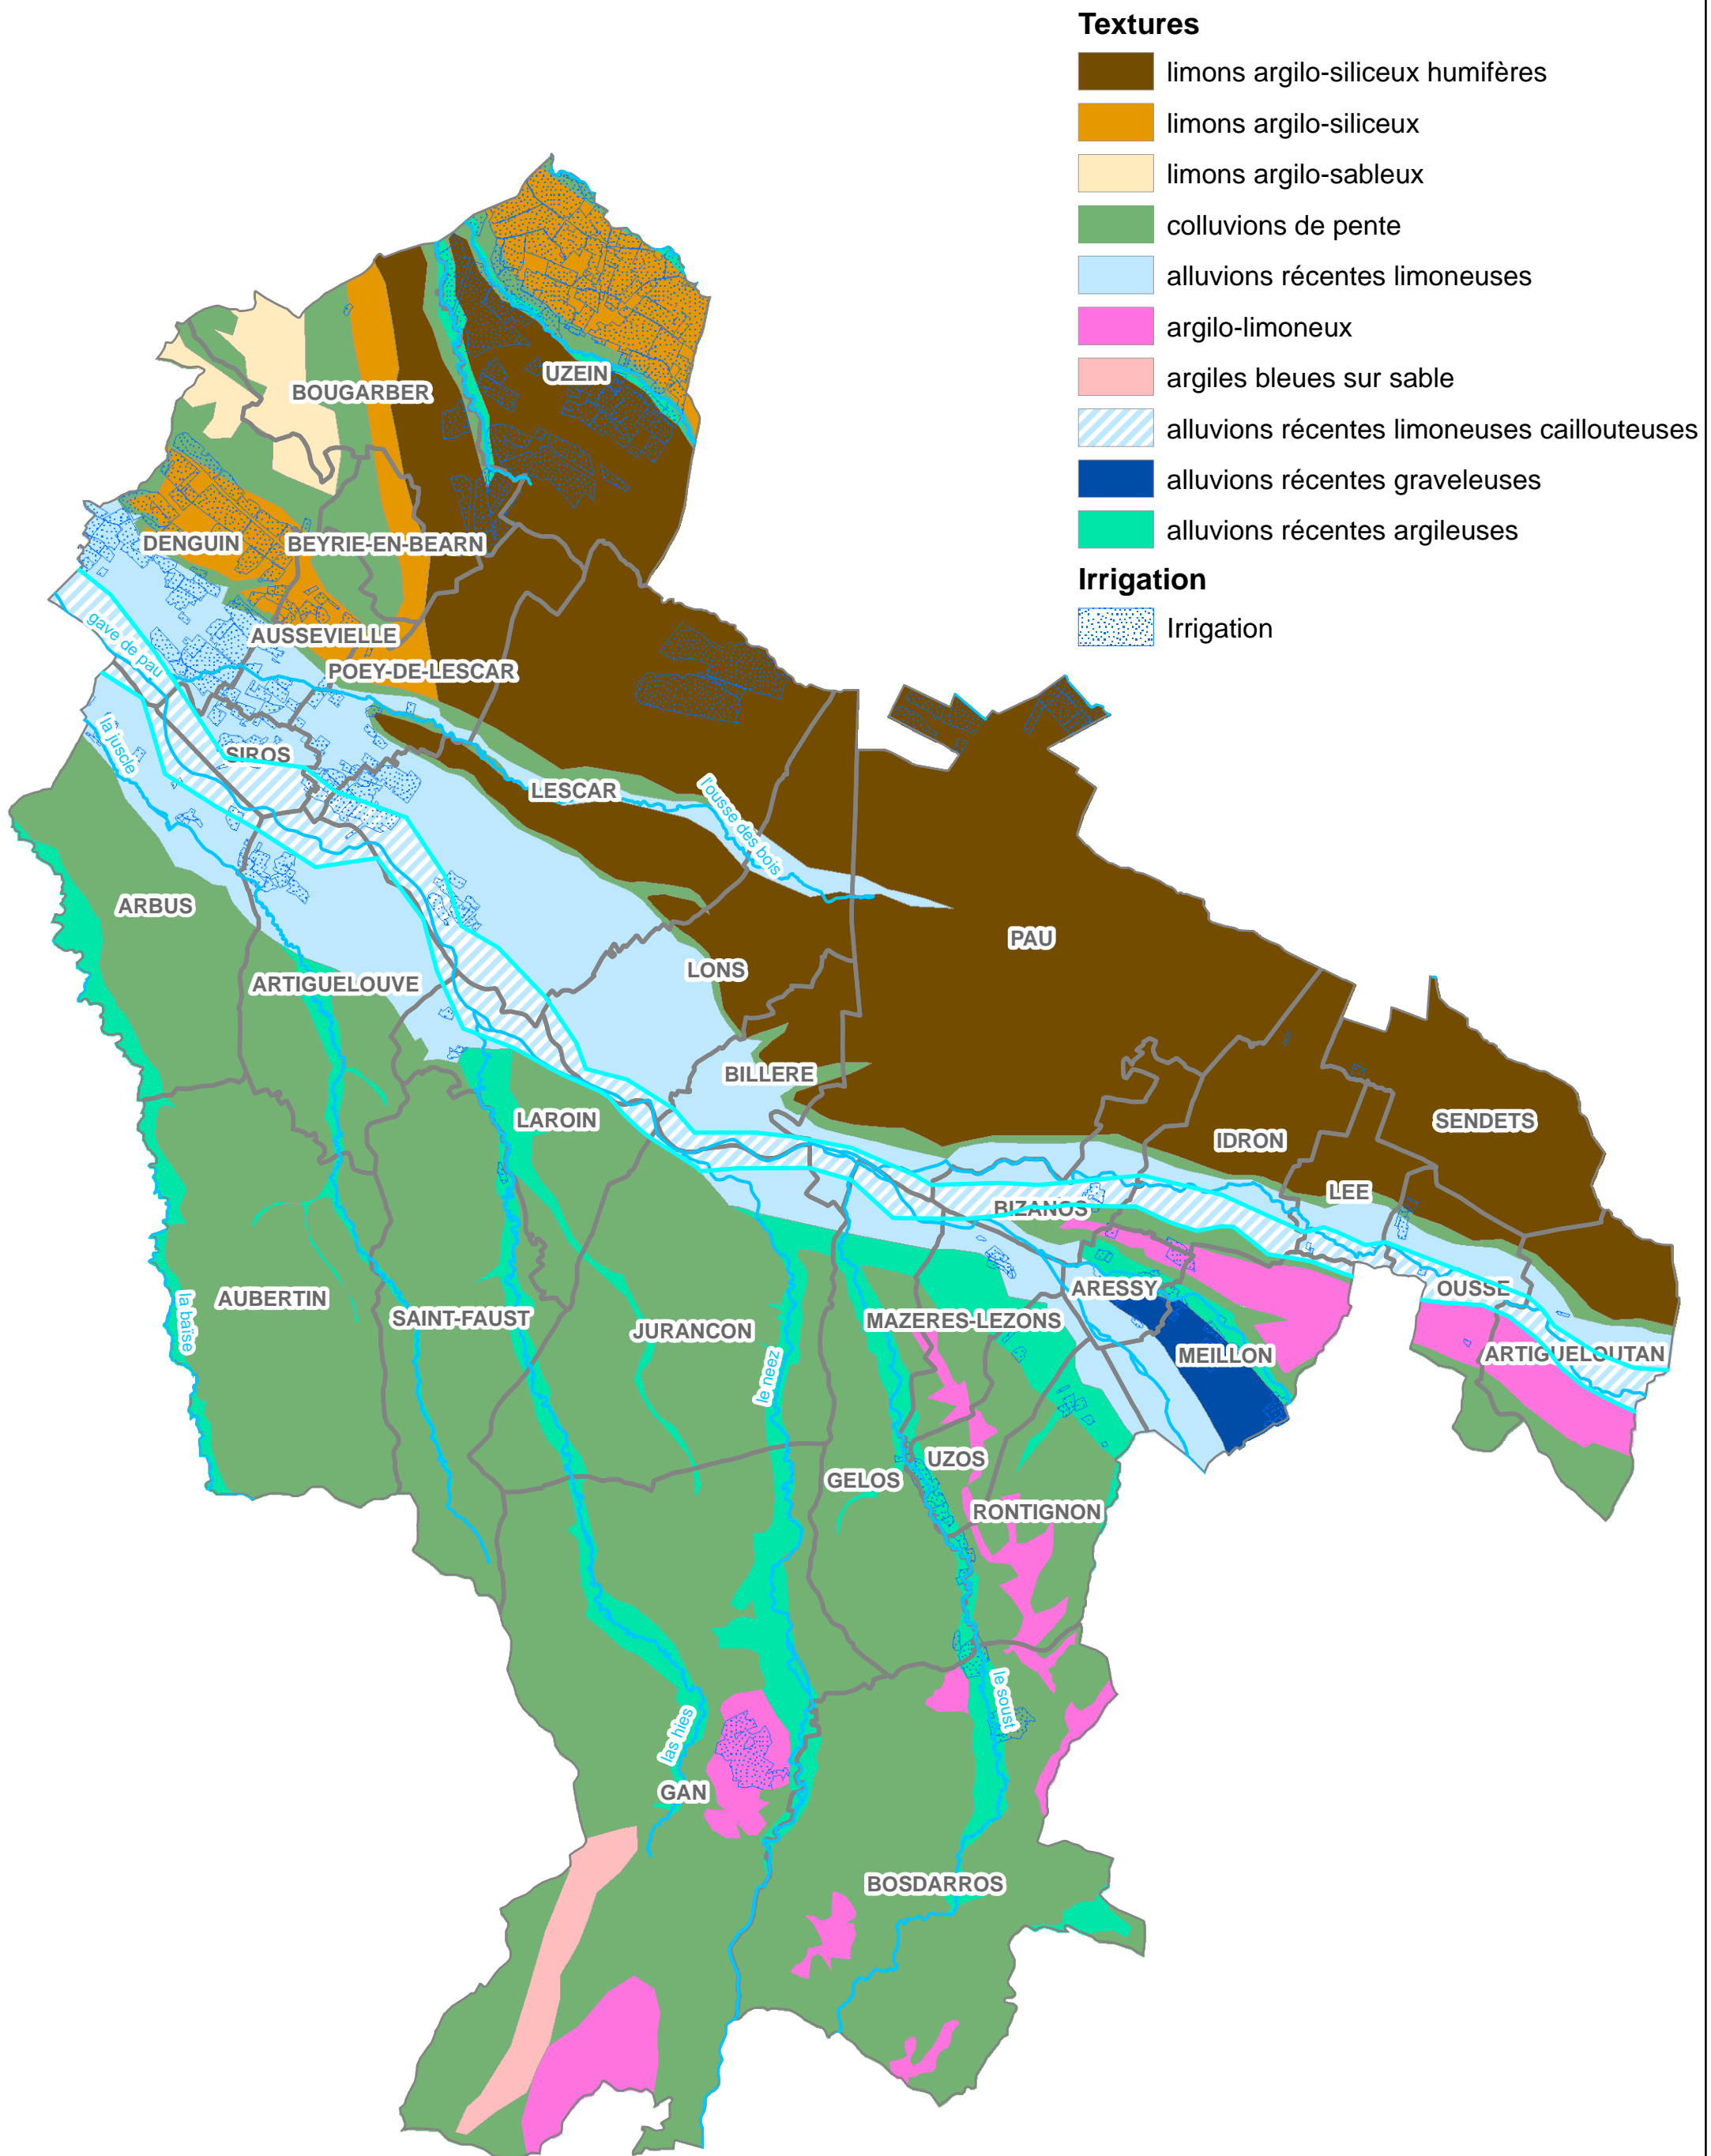 Textures
limons argilo-siliceux humifères
limons argilo-siliceux
limons argilo-sableux
colluvions de pente
alluvions récentes limoneuses
argilo-limoneux
argiles bleues sur sable
alluvions récentes limoneuses caillouteuses
alluvions récentes graveleuses
alluvions récentes argileuses
Irrigation
Irrigation
UZEIN
BOUGARBER
DENGUIN
BEYRIE-EN-BEARN
gave de pau
AUSSEVIELLE
POEY-DE-LESCAR
la juscle
SIROS
LESCAR
l'ousse des bois
ARBUS
PAU
LONS
ARTIGUELOUVE
BILLERE
LAROIN
SENDETS
IDRON
LEE
BIZANOS
ARESSY
OUSSE
AUBERTIN
la baïse
SAINT-FAUST
MAZERES-LEZONS
JURANCON
MEILLON
ARTIGUELOUTAN
le neez
UZOS
GELOS
RONTIGNON
le soust
las hies
GAN
BOSDARROS